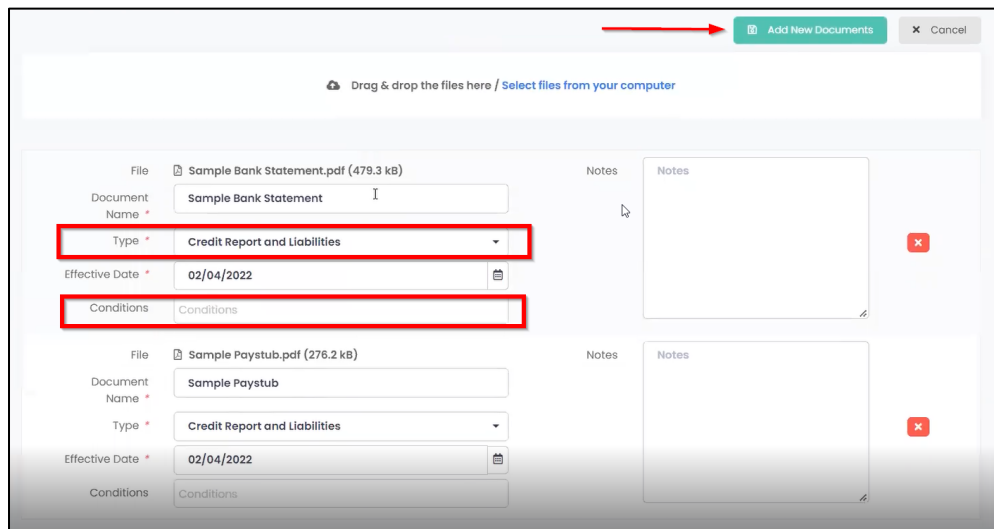 Add New Documents
Cancel
Drag & drop the files here / Select files from your computer
File
Sample Bank Statement.pdf (479.3 kB)
Notes
Notes
Document
Name *
Sample Bank Statement
Type *
Credit Report and Liabilities
Effective Date *
02/04/2022
Conditions
Conditions
File
Sample Paystub.pdf (276.2 kB)
Notes
Notes
Document
Name *
Sample Paystub
Type *
Credit Report and Liabilities
Effective Date *
02/04/2022
Conditions
Conditions